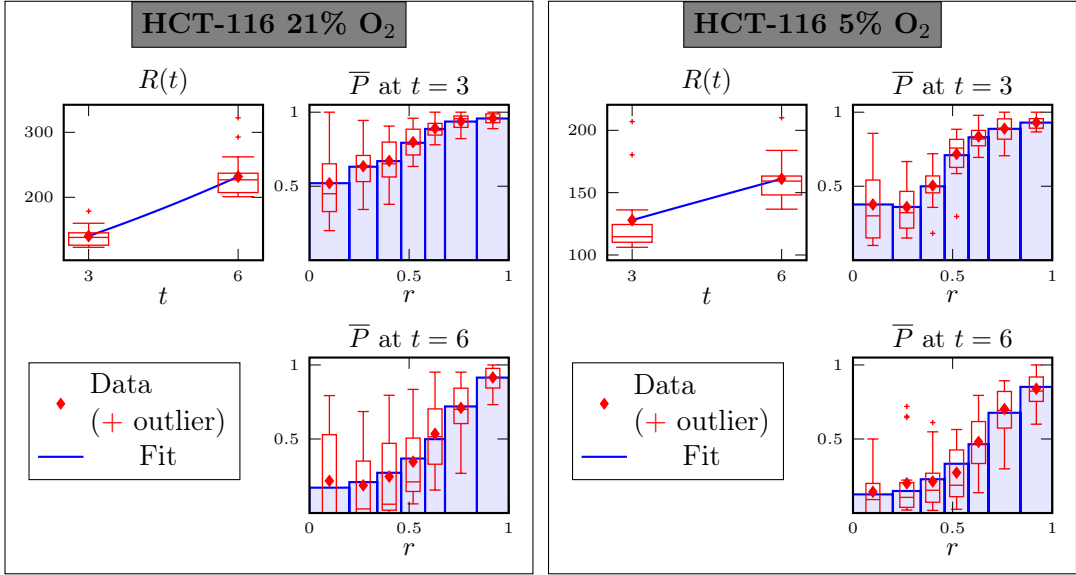 HCT-116 21% O₂
R(t)
300
200
3
6
t
P̅ at t = 3
1
0.5
0
0.5
1
r
P̅ at t = 6
1
0.5
0
0.5
1
r
Data
(+ outlier)
Fit
HCT-116 5% O₂
R(t)
200
150
100
3
6
t
P̅ at t = 3
1
0.5
0
0.5
1
r
P̅ at t = 6
1
0.5
0
0.5
1
r
Data
(+ outlier)
Fit